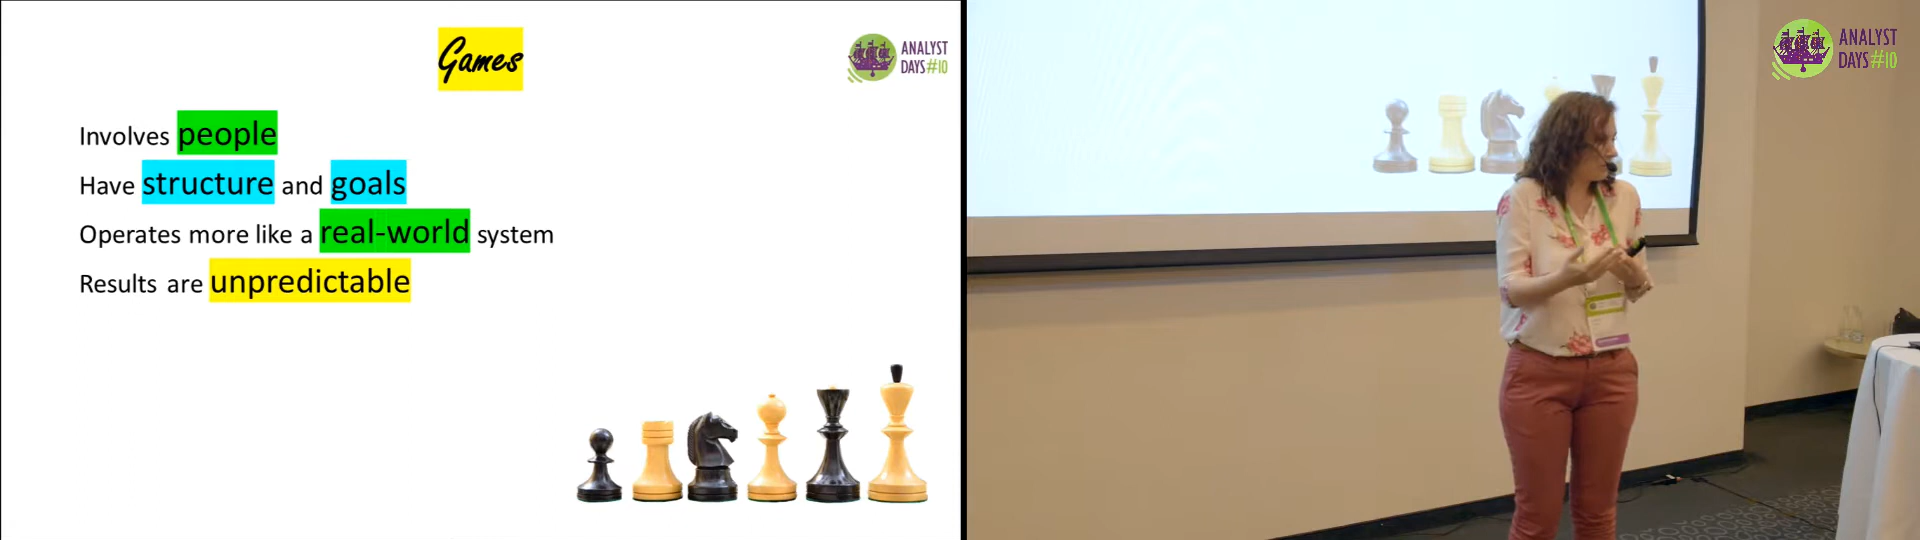 Games
ANALYST
DAYS#10
Involves people
Have structure and goals
Operates more like a real-world system
Results are unpredictable
ANALYST
DAYS#10